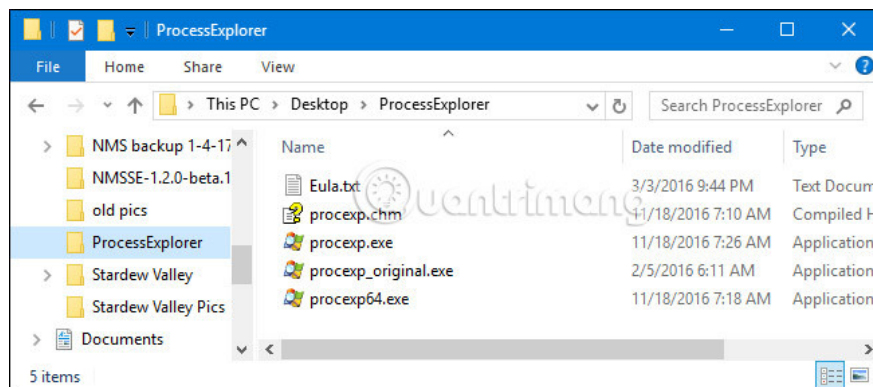 ProcessExplorer
File Home Share View
This PC Desktop ProcessExplorer Search ProcessExplorer
NMS backup 1-4-17
NMSSE-1.2.0-beta.1
old pics
ProcessExplorer
Stardew Valley
Stardew Valley Pics
Documents
Name Date modified Type
Eula.txt 3/3/2016 9:44 PM Text Docum
procexp.chm 11/18/2016 7:10 AM Compiled H
procexp.exe 11/18/2016 7:26 AM Application
procexp_original.exe 2/5/2016 6:11 AM Application
procexp64.exe 11/18/2016 7:18 AM Application
Quantrimang
5 items